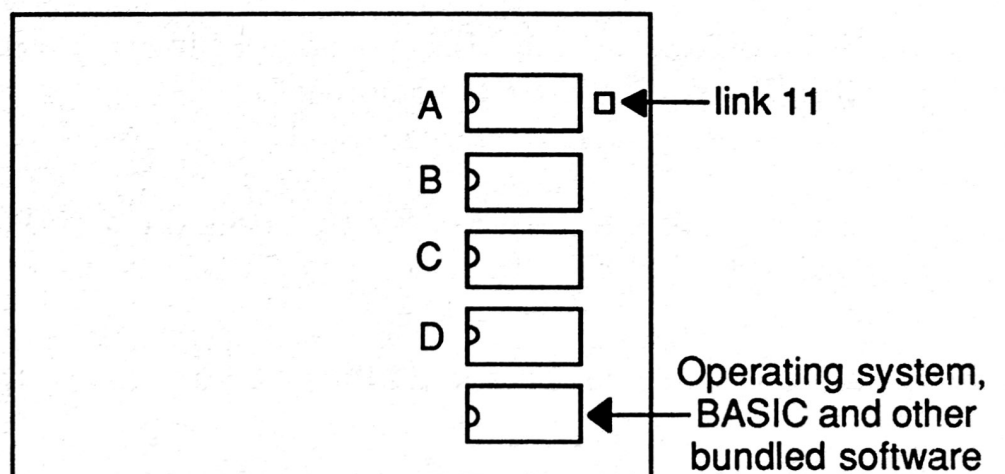 A
link 11
B
C
D
Operating system,
BASIC and other
bundled software